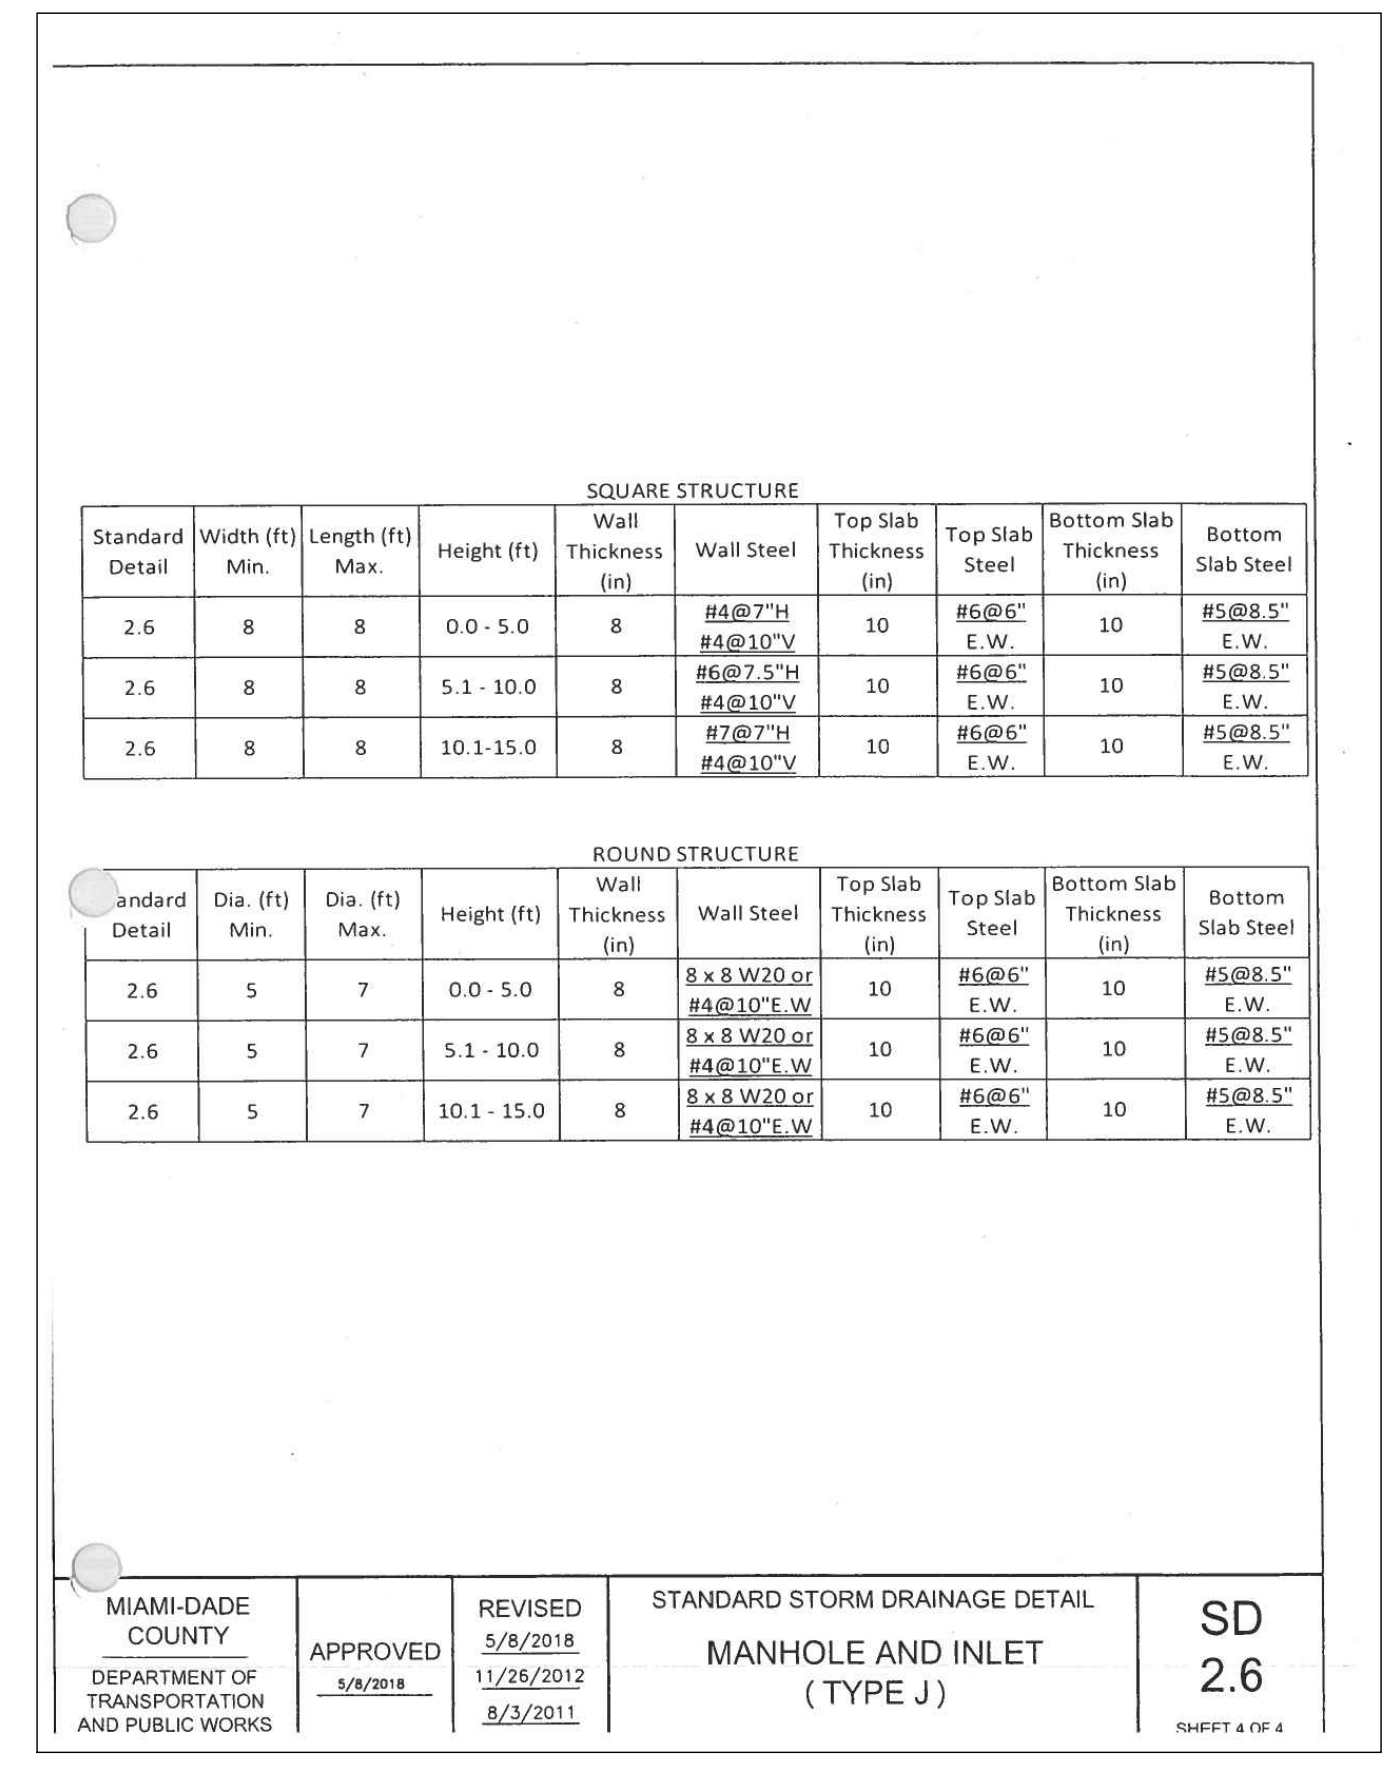 SQUARE STRUCTURE
Standard Detail | Width (ft) Min. | Length (ft) Max. | Height (ft) | Wall Thickness (in) | Wall Steel | Top Slab Thickness (in) | Top Slab Steel | Bottom Slab Thickness (in) | Bottom Slab Steel
2.6 | 8 | 8 | 0.0 - 5.0 | 8 | #4@7"H #4@10"V | 10 | #6@6" E.W. | 10 | #5@8.5" E.W.
2.6 | 8 | 8 | 5.1 - 10.0 | 8 | #6@7.5"H #4@10"V | 10 | #6@6" E.W. | 10 | #5@8.5" E.W.
2.6 | 8 | 8 | 10.1-15.0 | 8 | #7@7"H #4@10"V | 10 | #6@6" E.W. | 10 | #5@8.5" E.W.
ROUND STRUCTURE
andard Detail | Dia. (ft) Min. | Dia. (ft) Max. | Height (ft) | Wall Thickness (in) | Wall Steel | Top Slab Thickness (in) | Top Slab Steel | Bottom Slab Thickness (in) | Bottom Slab Steel
2.6 | 5 | 7 | 0.0 - 5.0 | 8 | 8 x 8 W20 or #4@10"E.W | 10 | #6@6" E.W. | 10 | #5@8.5" E.W.
2.6 | 5 | 7 | 5.1 - 10.0 | 8 | 8 x 8 W20 or #4@10"E.W | 10 | #6@6" E.W. | 10 | #5@8.5" E.W.
2.6 | 5 | 7 | 10.1 - 15.0 | 8 | 8 x 8 W20 or #4@10"E.W | 10 | #6@6" E.W. | 10 | #5@8.5" E.W.
MIAMI-DADE
COUNTY
DEPARTMENT OF
TRANSPORTATION
AND PUBLIC WORKS
APPROVED
5/8/2018
REVISED
5/8/2018
11/26/2012
8/3/2011
STANDARD STORM DRAINAGE DETAIL
MANHOLE AND INLET
( TYPE J )
SD
2.6
SHEET 4 OF 4